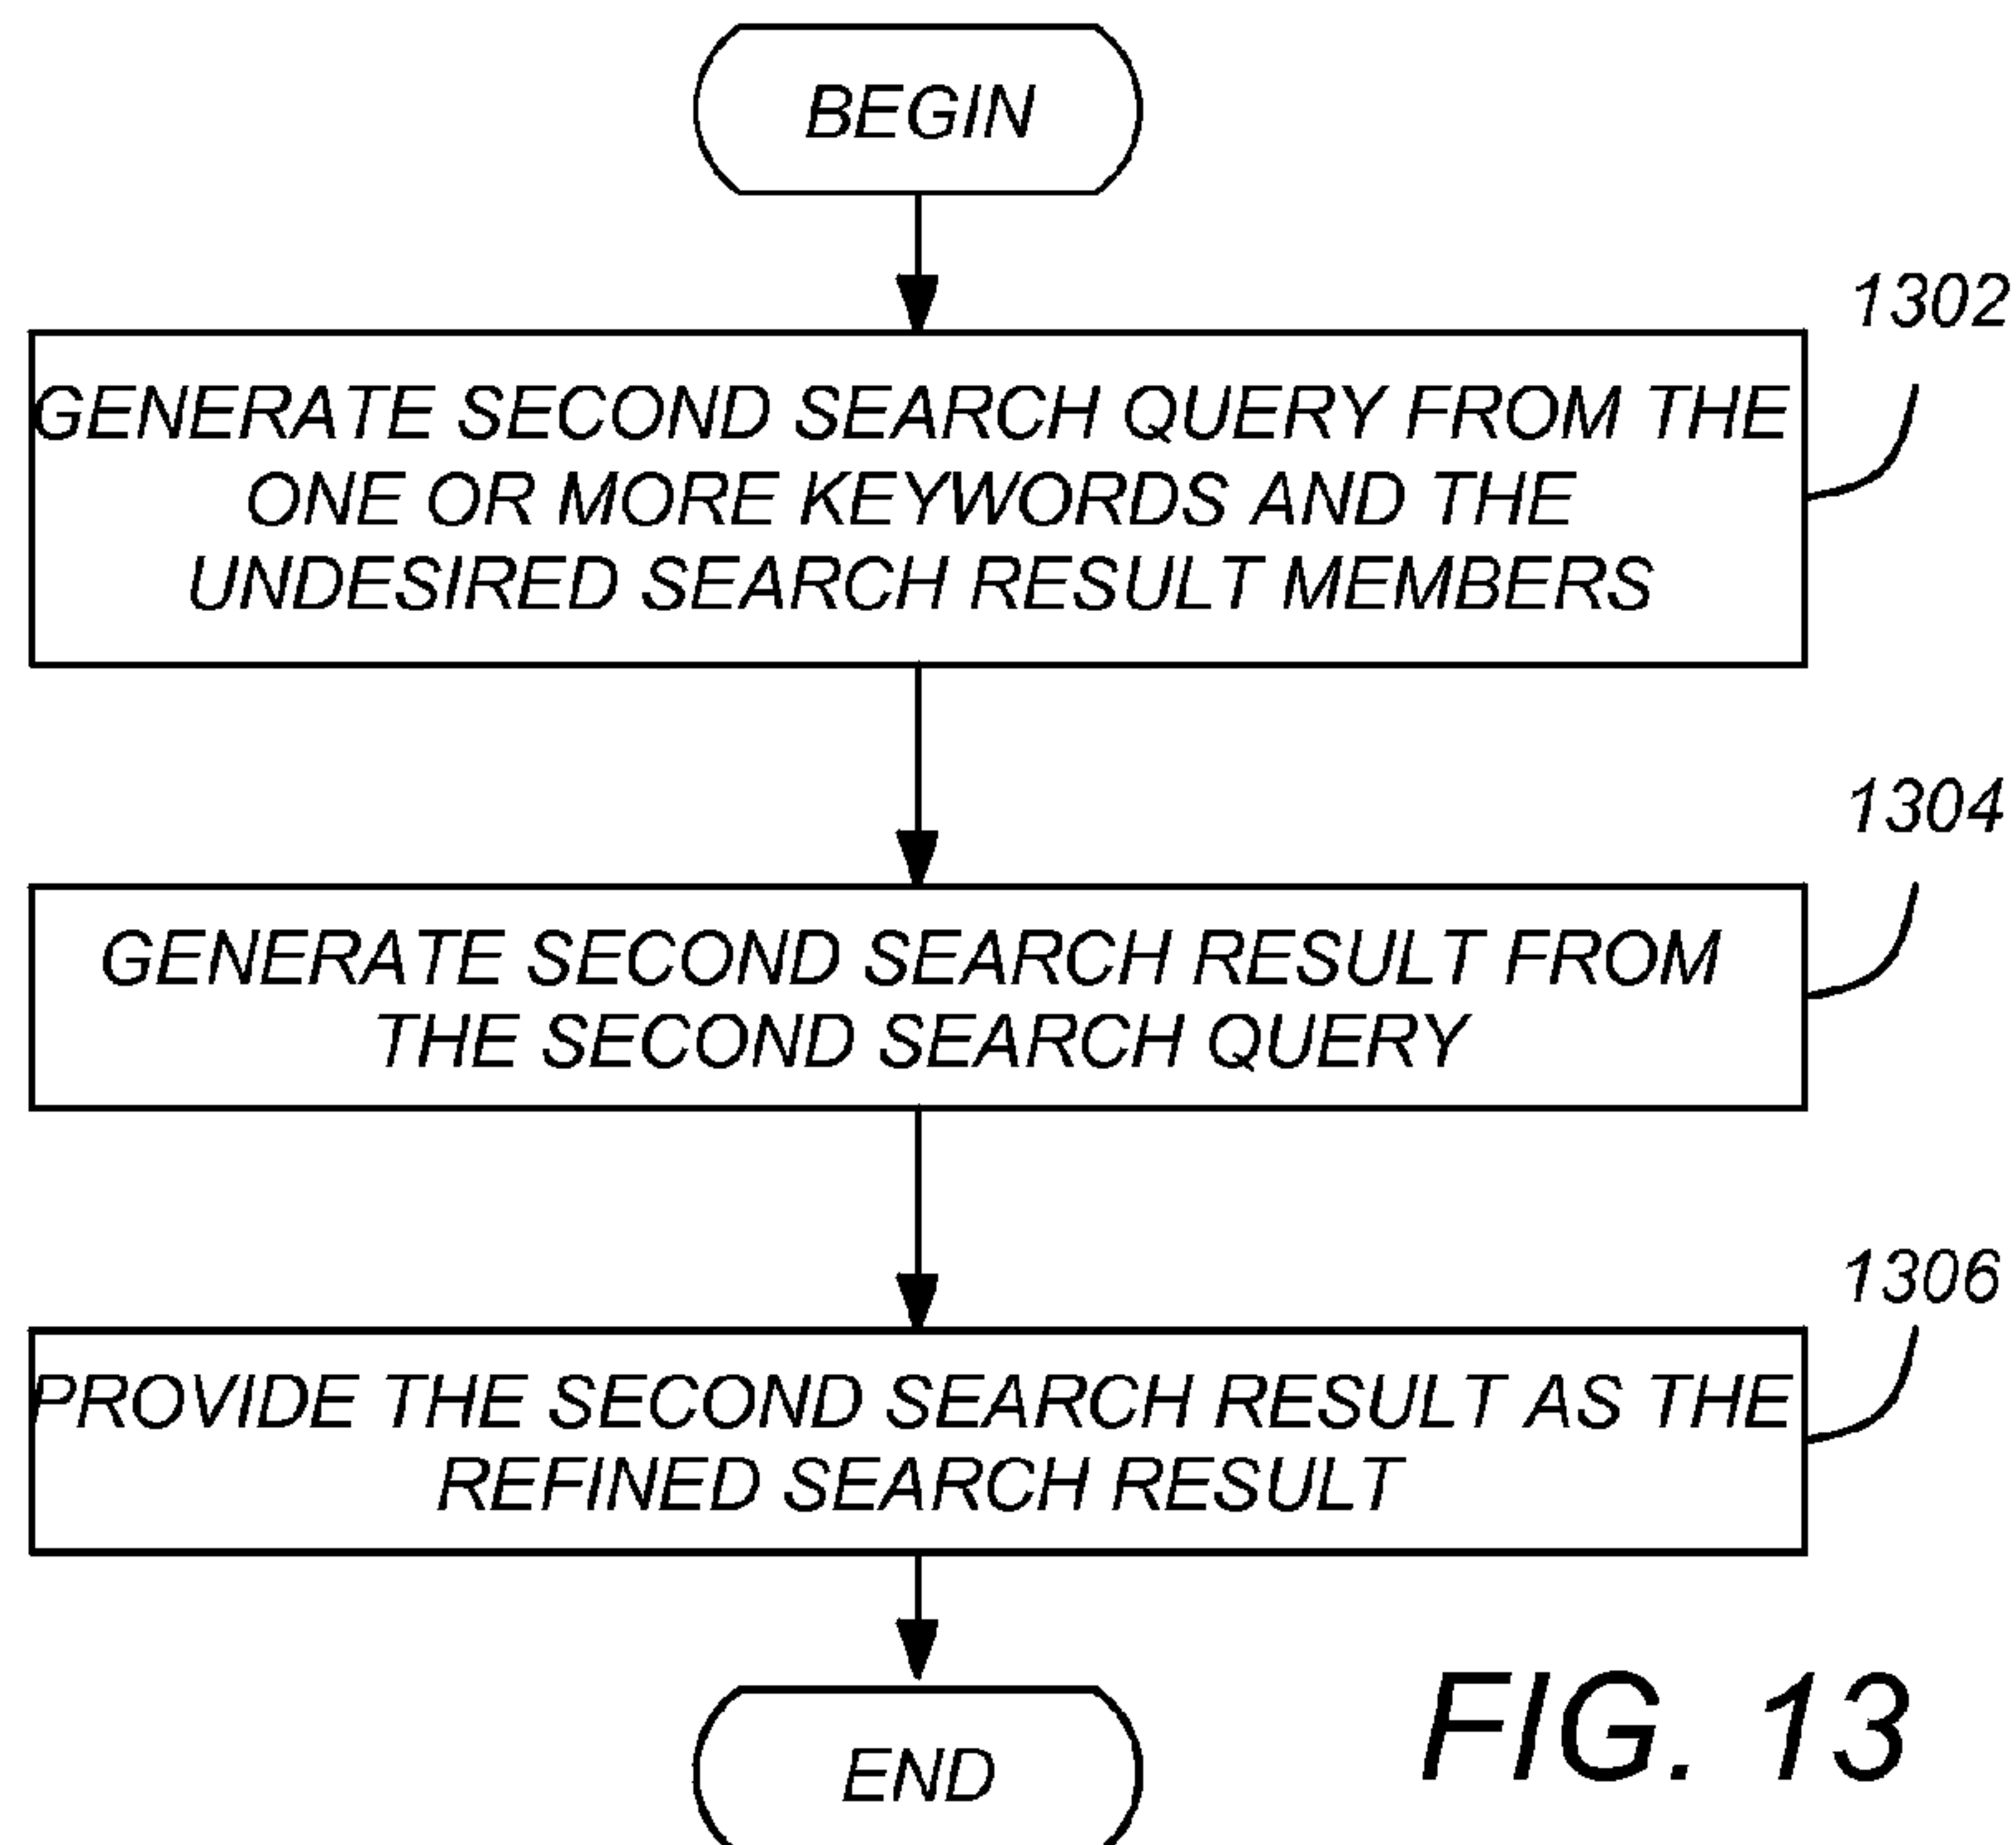 BEGIN
1302
GENERATE SECOND SEARCH QUERY FROM THE
ONE OR MORE KEYWORDS AND THE
UNDESIRED SEARCH RESULT MEMBERS
1304
GENERATE SECOND SEARCH RESULT FROM
THE SECOND SEARCH QUERY
1306
PROVIDE THE SECOND SEARCH RESULT AS THE
REFINED SEARCH RESULT
END
FIG. 13